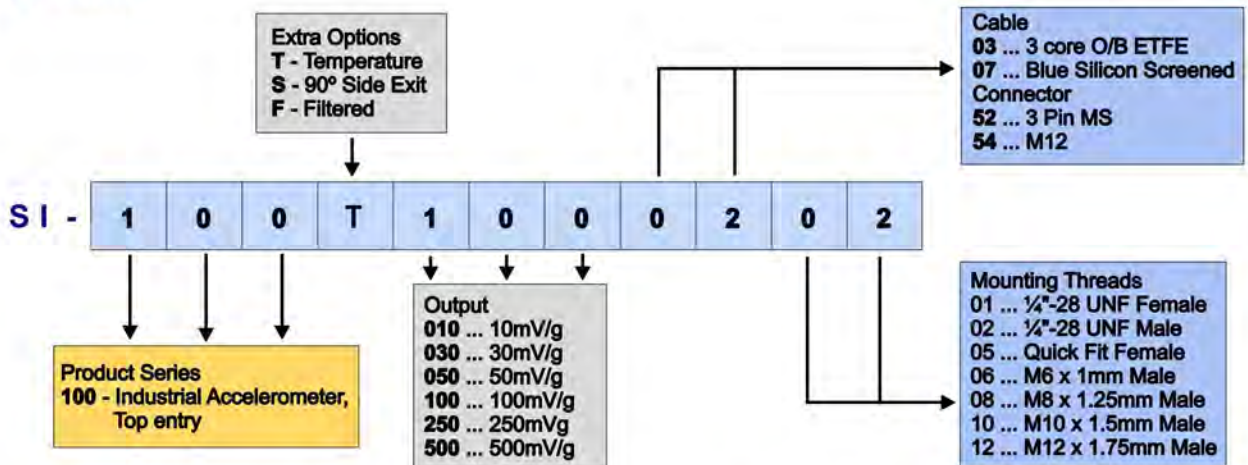 Extra Options
T - Temperature
S - 90º Side Exit
F - Filtered
Cable
03 ... 3 core O/B ETFE
07 ... Blue Silicon Screened
Connector
52 ... 3 Pin MS
54 ... M12
SI - 1 0 0 T 1 0 0 0 2 0 2
Product Series
100 - Industrial Accelerometer,
Top entry
Output
010 ... 10mV/g
030 ... 30mV/g
050 ... 50mV/g
100 ... 100mV/g
250 ... 250mVg
500 ... 500mV/g
Mounting Threads
01 ... ¼"-28 UNF Female
02 ... ¼"-28 UNF Male
05 ... Quick Fit Female
06 ... M6 x 1mm Male
08 ... M8 x 1.25mm Male
10 ... M10 x 1.5mm Male
12 ... M12 x 1.75mm Male